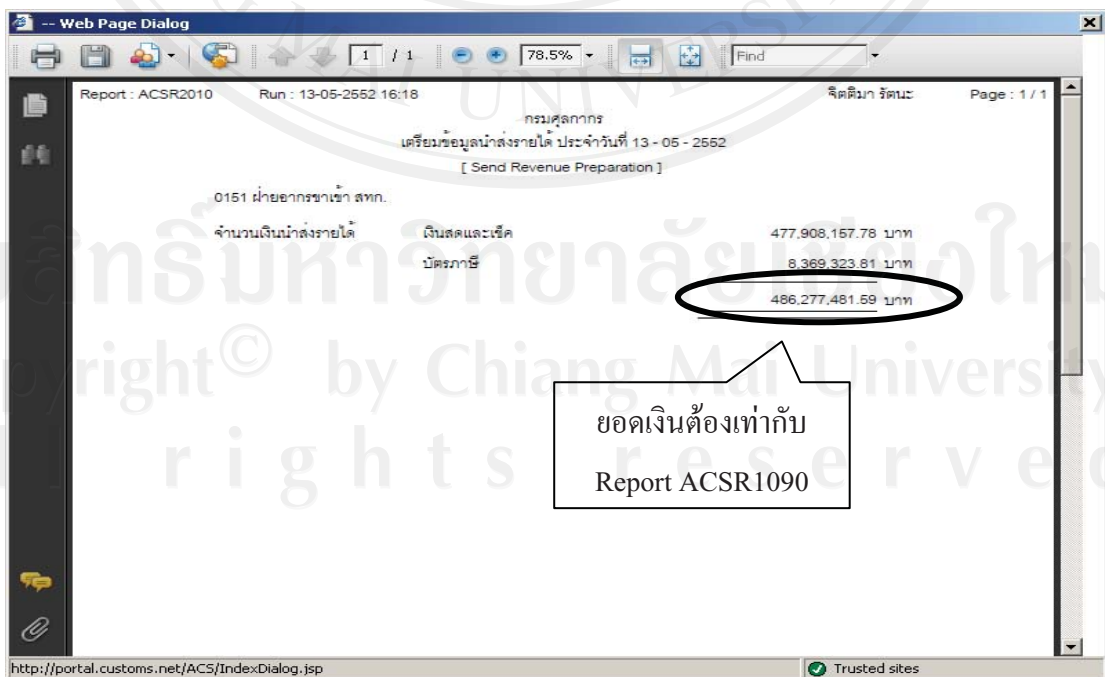 -- Web Page Dialog
1 / 1 78.5% Find
Report : ACSR2010 Run : 13-05-2552 16:18 จิตติมา รัตนะ Page : 1 / 1
กรมศุลกากร
เตรียมข้อมูลนำส่งรายได้ ประจำวันที่ 13 - 05 - 2552
[ Send Revenue Preparation ]
0151 ฝ่ายอากรขาเข้า สทก.
จำนวนเงินนำส่งรายได้ เงินสดและเช็ค 477,908,157.78 บาท
บัตรภาษี 8,369,323.81 บาท
486,277,481.59 บาท
ยอดเงินต้องเท่ากับ
Report ACSR1090
http://portal.customs.net/ACS/IndexDialog.jsp Trusted sites
by Chiang Mai University
rights reserved